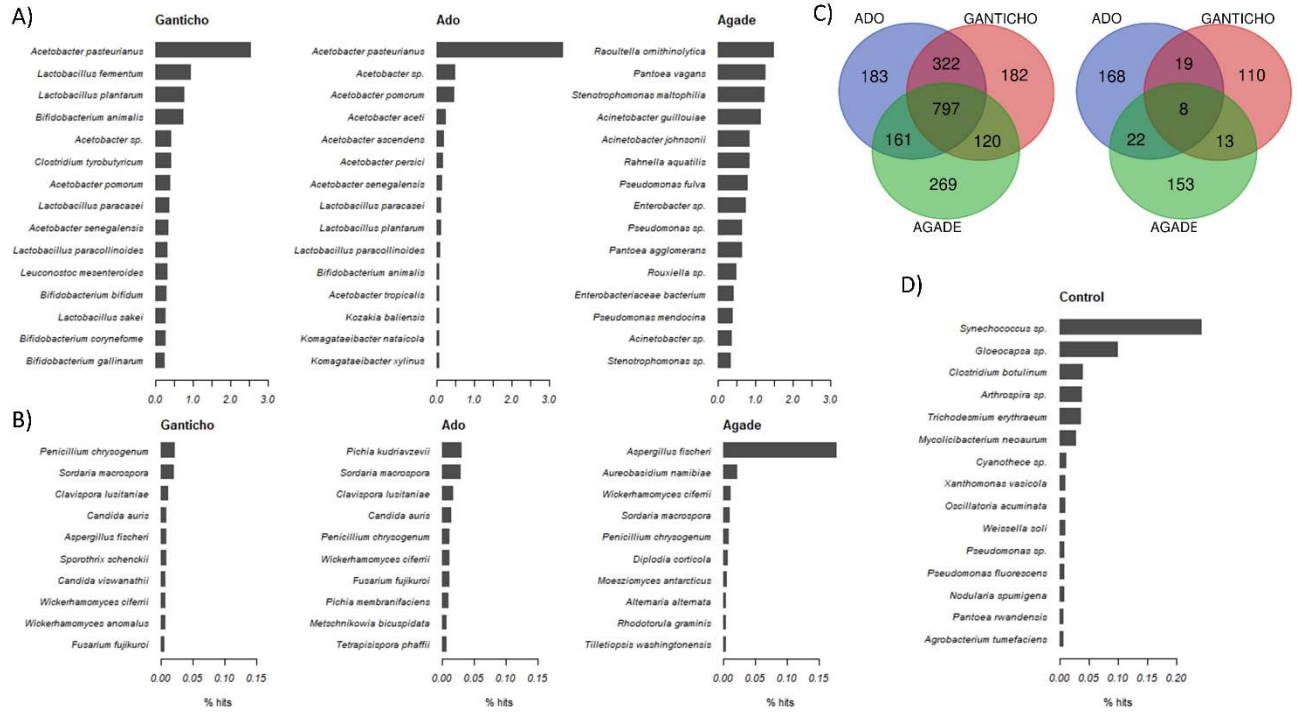 A)
Ganticho
Acetobacter pasteurianus
Lactobacillus fementum
Lactobacillus plantarum
Bifidobacterium animalis
Acetobacter sp.
Clostridium tyrobutyricum
Acetobacter pomorum
Lactobacillus paracasei
Acetobacter senegalensis
Lactobacillus paracollinoides
Leuconostoc mesenteroides
Bifidobacterium bifidum
Lactobacillus sakei
Bifidobacterium coryneforme
Bifidobacterium gallinarum
0.0 1.0 2.0 3.0
Ado
Acetobacter pasteurianus
Acetobacter sp.
Acetobacter pomorum
Acetobacter aceti
Acetobacter ascendens
Acetobacter persici
Acetobacter senegalensis
Lactobacillus paracasei
Lactobacillus plantarum
Lactobacillus paracollinoides
Bifidobacterium animalis
Acetobacter tropicalis
Kozakia baliensis
Komagataeibacter nataicola
Komagataeibacter xylinus
0.0 1.0 2.0 3.0
Agade
Raoultella ornithinolytica
Pantoea vagans
Stenotrophomonas maltophilia
Acinetobacter guillouiae
Acinetobacter johnsonii
Rahnella aquatilis
Pseudomonas fulva
Enterobacter sp.
Pseudomonas sp.
Pantoea agglomerans
Rouxiella sp.
Enterobacteriaceae bacterium
Pseudomonas mendocina
Acinetobacter sp.
Stenotrophomonas sp.
0.0 1.0 2.0 3.0
B)
Ganticho
Penicillium chrysogenum
Sordaria macrospora
Clavispora lusitaniae
Candida auris
Aspergillus fischeri
Sporothrix schenckii
Candida viswanathii
Wickerhamomyces ciferrii
Wickerhamomyces anomalus
Fusarium fujikuroi
0.00 0.05 0.10 0.15
% hits
Ado
Pichia kudriavzevii
Sordaria macrospora
Clavispora lusitaniae
Candida auris
Penicillium chrysogenum
Wickerhamomyces ciferrii
Fusarium fujikuroi
Pichia membranifaciens
Metschnikowia bicuspidata
Tetrapisispora phaffii
0.00 0.05 0.10 0.15
% hits
Agade
Aspergillus fischeri
Aureobasidium namibiae
Wickerhamomyces ciferrii
Sordaria macrospora
Penicillium chrysogenum
Diplodia corticola
Moesziomyces antarcticus
Alternaria alternata
Rhodotorula graminis
Tilletiopsis washingtonensis
0.00 0.05 0.10 0.15
% hits
C)
ADO GANTICHO
183 322 182
797
161 120
269
AGADE
ADO GANTICHO
168 19 110
8
22 13
153
AGADE
D)
Control
Synechococcus sp.
Gloeocapsa sp.
Clostridium botulinum
Arthrospira sp.
Trichodesmium erythraeum
Mycolicibacterium neoaurum
Cyanothece sp.
Xanthomonas vasicola
Oscillatoria acuminata
Weissella soli
Pseudomonas sp.
Pseudomonas fluorescens
Nodularia spumigena
Pantoea rwandensis
Agrobacterium tumefaciens
0.00 0.05 0.10 0.20
% hits